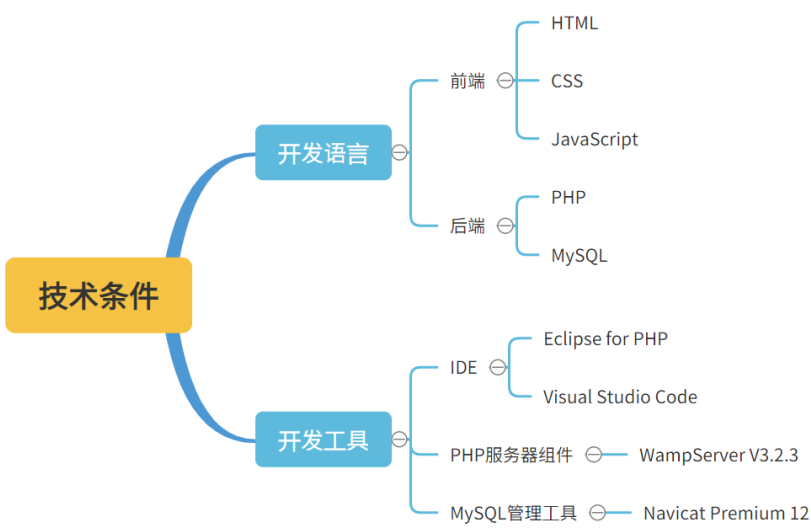 技术条件
开发语言
前端
HTML
CSS
JavaScript
后端
PHP
MySQL
开发工具
IDE
Eclipse for PHP
Visual Studio Code
PHP服务器组件
WampServer V3.2.3
MySQL管理工具
Navicat Premium 12